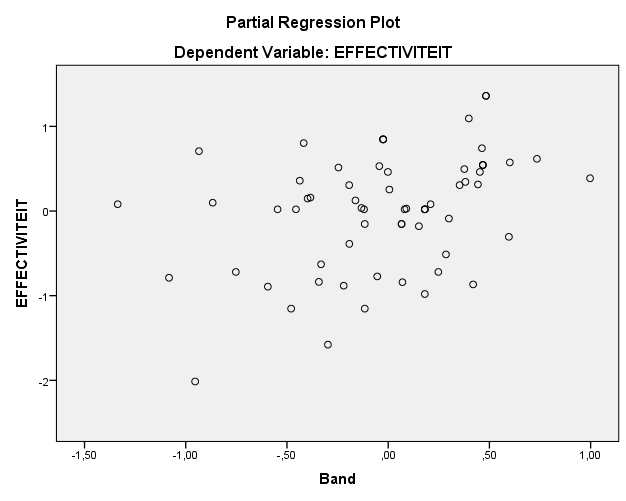 Partial Regression Plot
Dependent Variable: EFFECTIVITEIT
EFFECTIVITEIT
1
0
-1
-2
-1,50
-1,00
-,50
,00
,50
1,00
Band